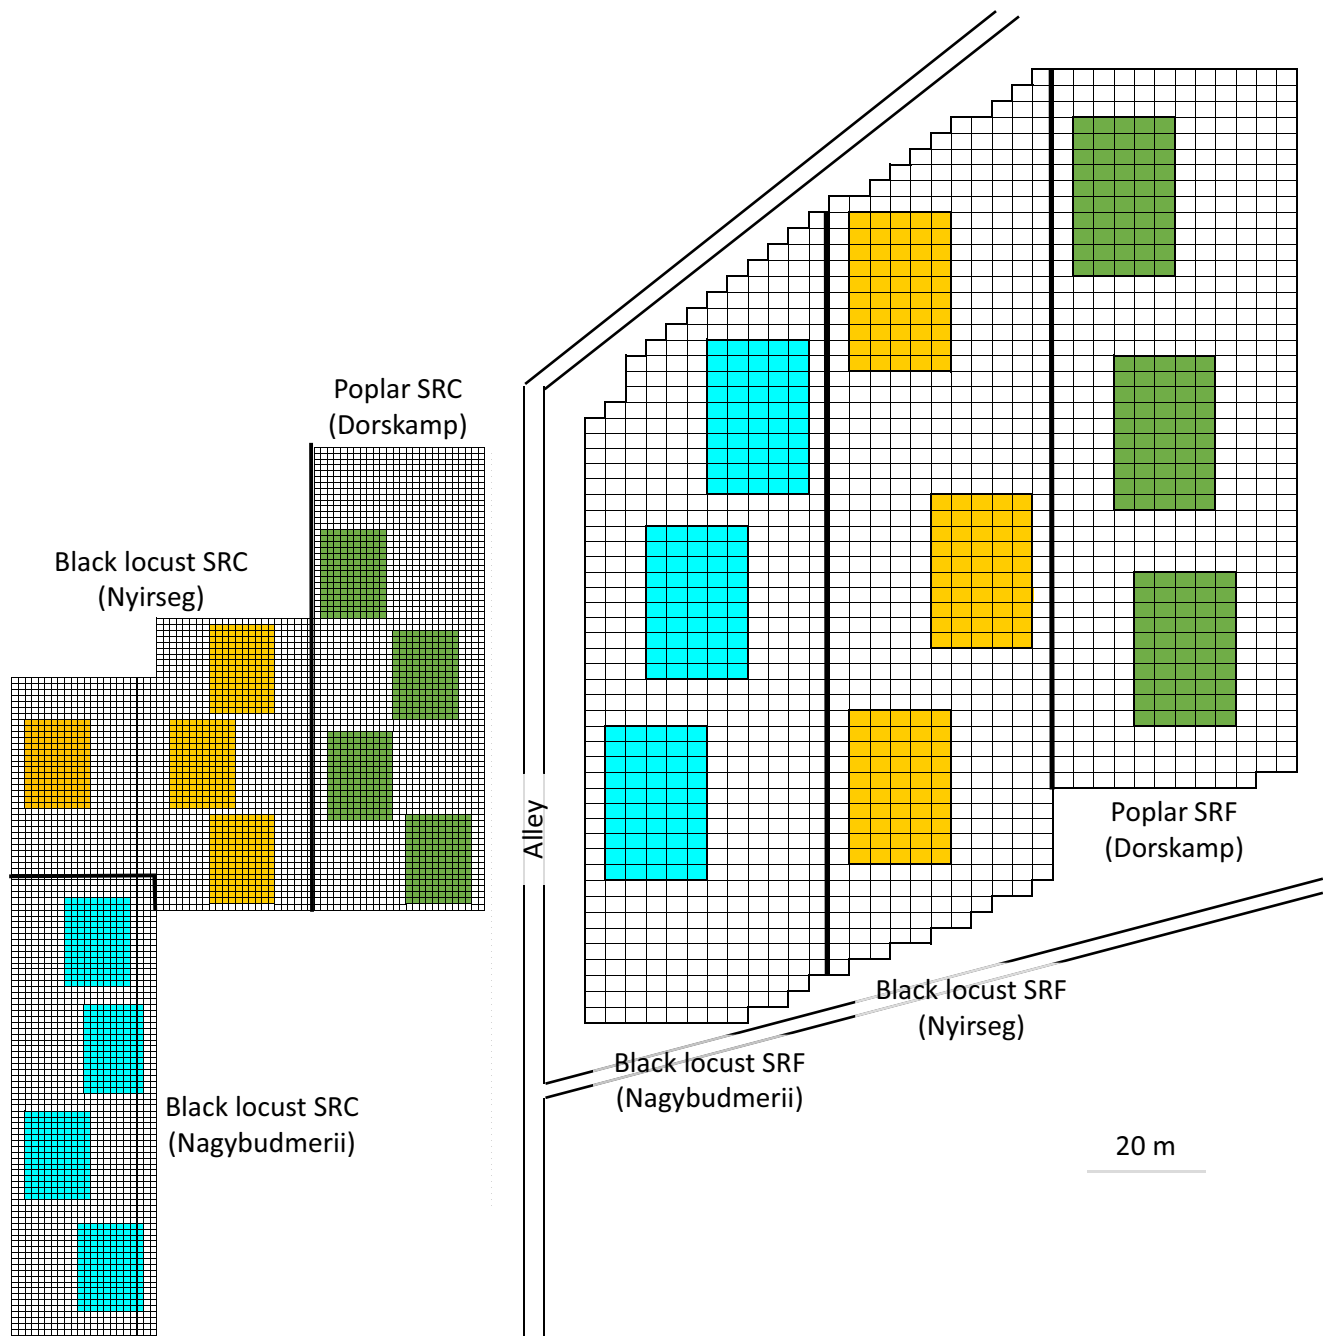 Poplar SRC
(Dorskamp)
Black locust SRC
(Nyirseg)
Alley
Poplar SRF
(Dorskamp)
Black locust SRF
(Nyirseg)
Black locust SRF
(Nagybudmerii)
Black locust SRC
(Nagybudmerii)
20 m